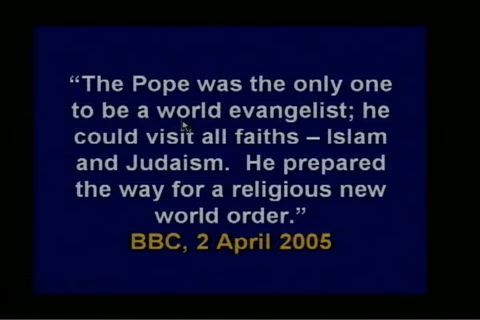 “The Pope was the only one
to be a world evangelist; he
could visit all faiths – Islam
and Judaism.  He prepared
the way for a religious new
world order.”
BBC, 2 April 2005